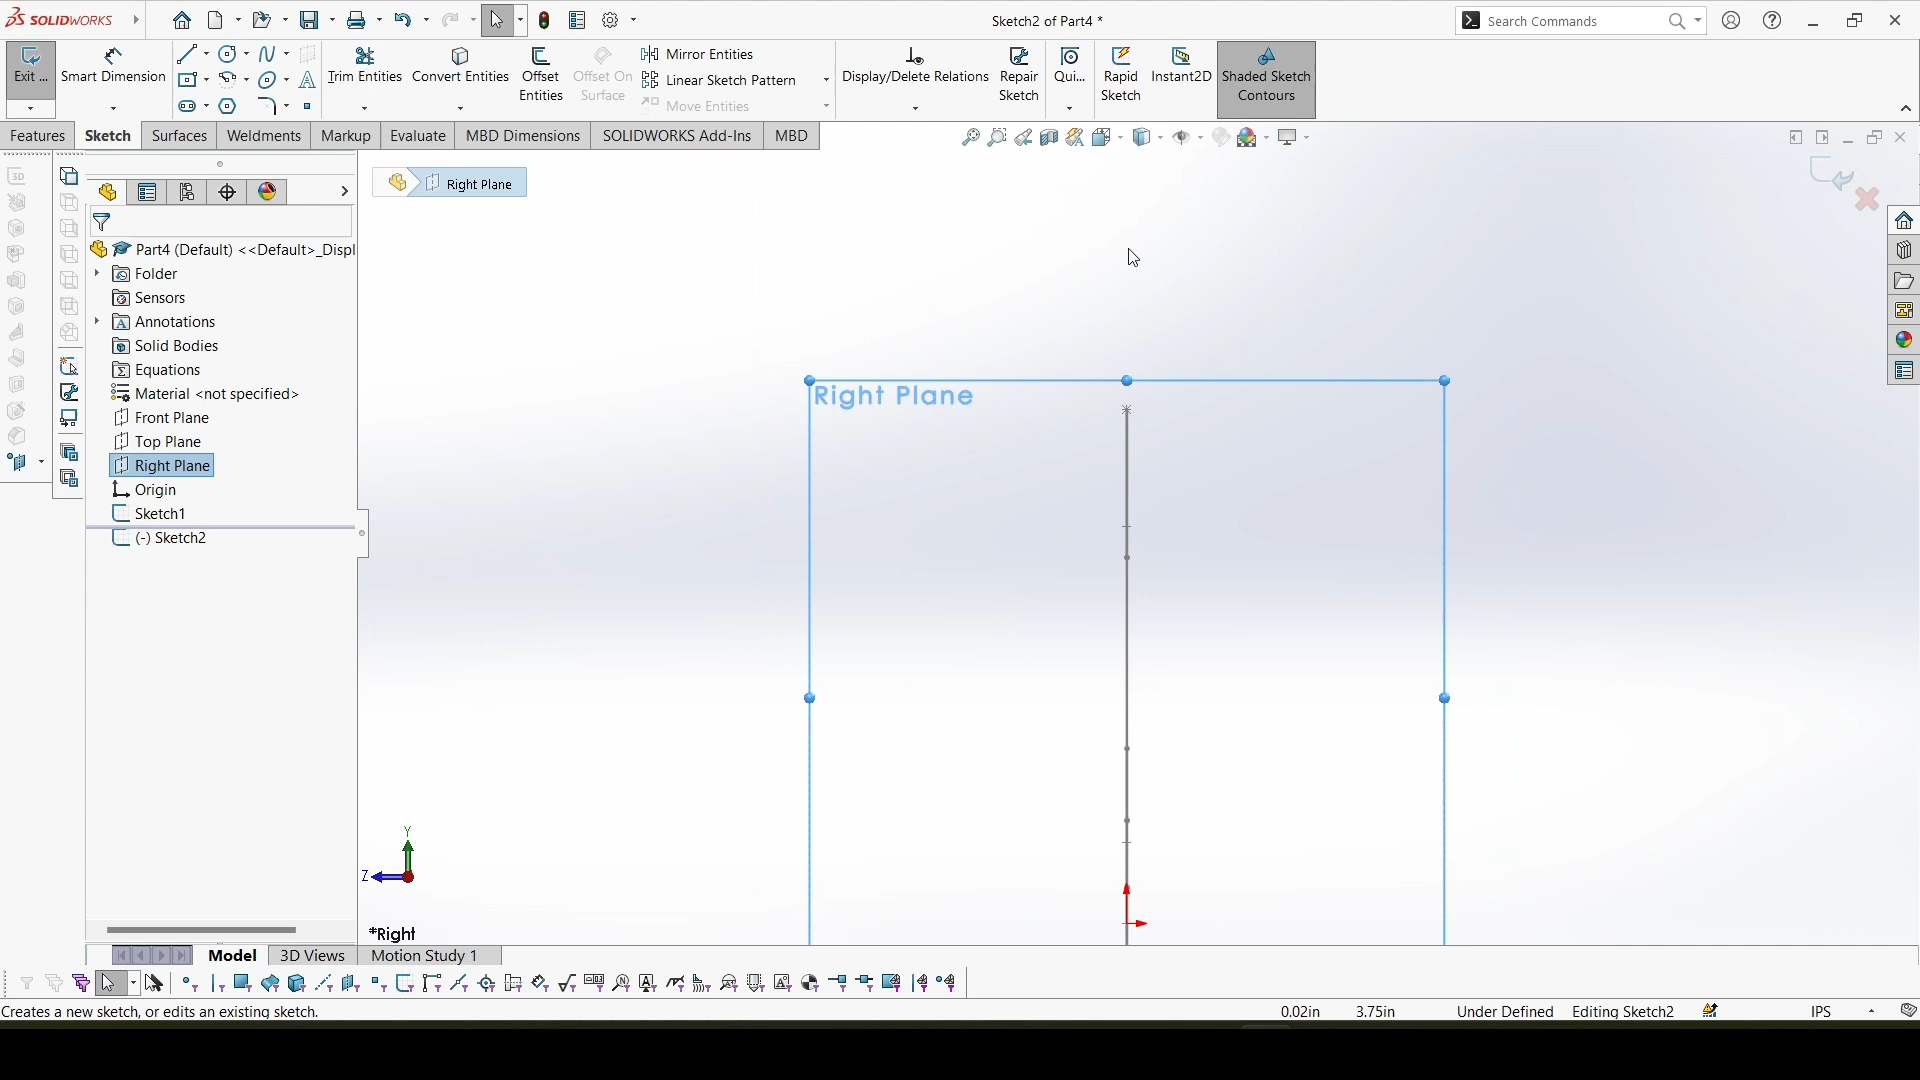 SOLIDWORKS
Sketch2 of Part4 *
Search Commands
Exit ...
Smart Dimension
Trim Entities
Convert Entities
Offset Entities
Offset On Surface
Mirror Entities
Linear Sketch Pattern
Move Entities
Display/Delete Relations
Repair Sketch
Qui...
Rapid Sketch
Instant2D
Shaded Sketch Contours
Features
Sketch
Surfaces
Weldments
Markup
Evaluate
MBD Dimensions
SOLIDWORKS Add-Ins
MBD
Right Plane
Part4 (Default) <<Default>_Displ
Folder
Sensors
Annotations
Solid Bodies
Equations
Material <not specified>
Front Plane
Top Plane
Right Plane
Origin
Sketch1
(-) Sketch2
Right Plane
Y
Z
*Right
Model
3D Views
Motion Study 1
Creates a new sketch, or edits an existing sketch.
0.02in
3.75in
Under Defined
Editing Sketch2
IPS